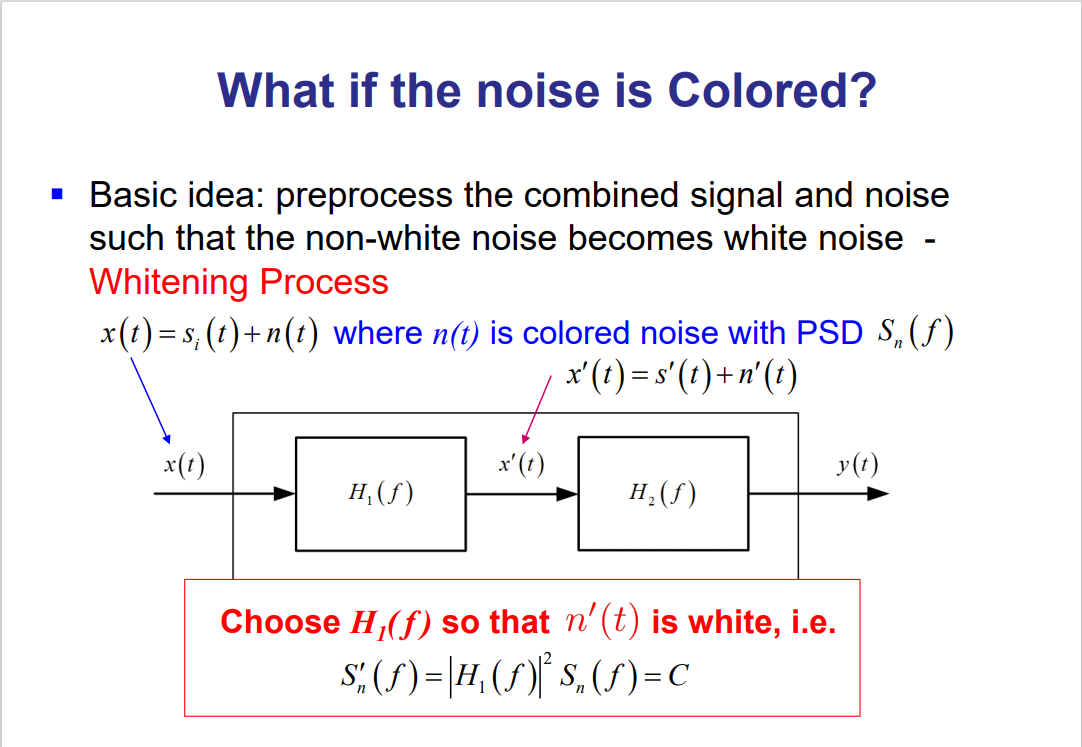 What if the noise is Colored?
▪ Basic idea: preprocess the combined signal and noise
such that the non-white noise becomes white noise -
Whitening Process
x(t) = s_i(t) + n(t) where n(t) is colored noise with PSD S_n(f)
x′(t) = s′(t) + n′(t)
x(t) x′(t) y(t)
H_1(f) H_2(f)
Choose H_1(f) so that n′(t) is white, i.e.
S′_n(f) = |H_1(f)|² S_n(f) = C